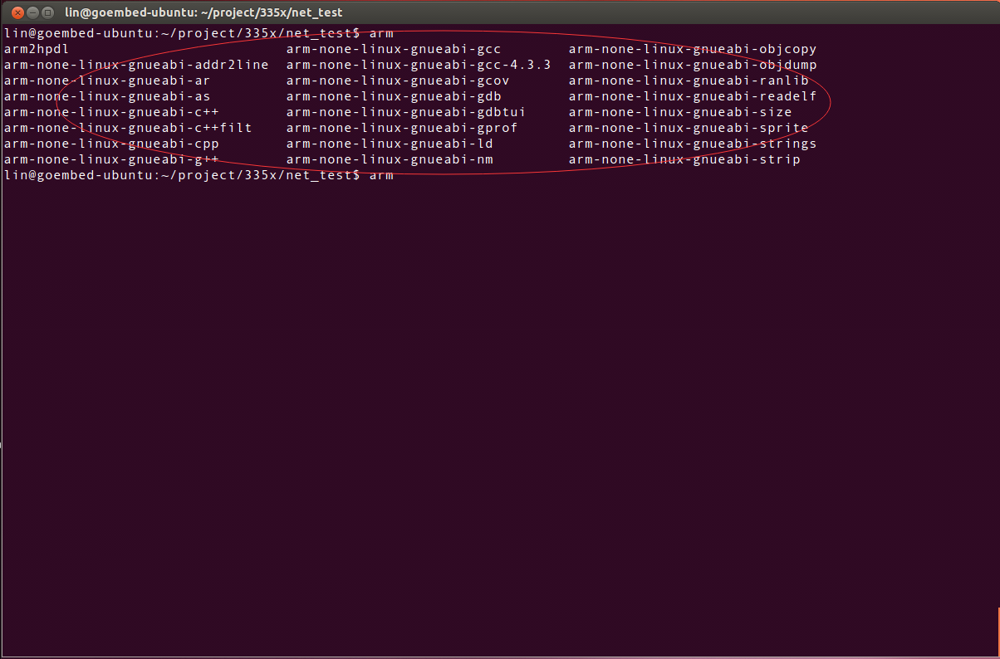 lin@goembed-ubuntu: ~/project/335x/net_test
lin@goembed-ubuntu:~/project/335x/net_test$ arm
arm2hpdl arm-none-linux-gnueabi-gcc arm-none-linux-gnueabi-objcopy
arm-none-linux-gnueabi-addr2line arm-none-linux-gnueabi-gcc-4.3.3 arm-none-linux-gnueabi-objdump
arm-none-linux-gnueabi-ar arm-none-linux-gnueabi-gcov arm-none-linux-gnueabi-ranlib
arm-none-linux-gnueabi-as arm-none-linux-gnueabi-gdb arm-none-linux-gnueabi-readelf
arm-none-linux-gnueabi-c++ arm-none-linux-gnueabi-gdbtui arm-none-linux-gnueabi-size
arm-none-linux-gnueabi-c++filt arm-none-linux-gnueabi-gprof arm-none-linux-gnueabi-sprite
arm-none-linux-gnueabi-cpp arm-none-linux-gnueabi-ld arm-none-linux-gnueabi-strings
arm-none-linux-gnueabi-g++ arm-none-linux-gnueabi-nm arm-none-linux-gnueabi-strip
lin@goembed-ubuntu:~/project/335x/net_test$ arm